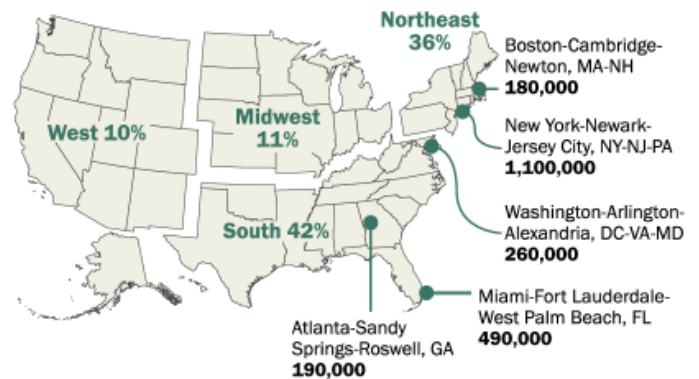 Northeast
36%
Boston-Cambridge-
Newton, MA-NH
180,000
New York-Newark-
Jersey City, NY-NJ-PA
1,100,000
West 10%
Midwest
11%
Washington-Arlington-
Alexandria, DC-VA-MD
260,000
South 42%
Miami-Fort Lauderdale-
West Palm Beach, FL
490,000
Atlanta-Sandy
Springs-Roswell, GA
190,000